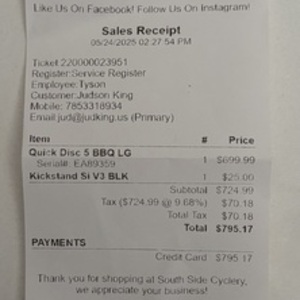 Like Us On Facebook! Follow Us On Instagram!
Sales Receipt
05/24/2025 02:27:54 PM
Ticket:220000023951
Register:Service Register
Employee:Tyson
Customer:Judson King
Mobile: 7853318934
Email:jud@judking.us (Primary)
Item # Price
Quick Disc 5 BBQ LG 1 $699.99
Serial#: EA89359
Kickstand Si V3 BLK 1 $25.00
Subtotal $724.99
Tax ($724.99 @ 9.68%) $70.18
Total Tax $70.18
Total $795.17
PAYMENTS
Credit Card $795.17
Thank you for shopping at South Side Cyclery,
we appreciate your business!